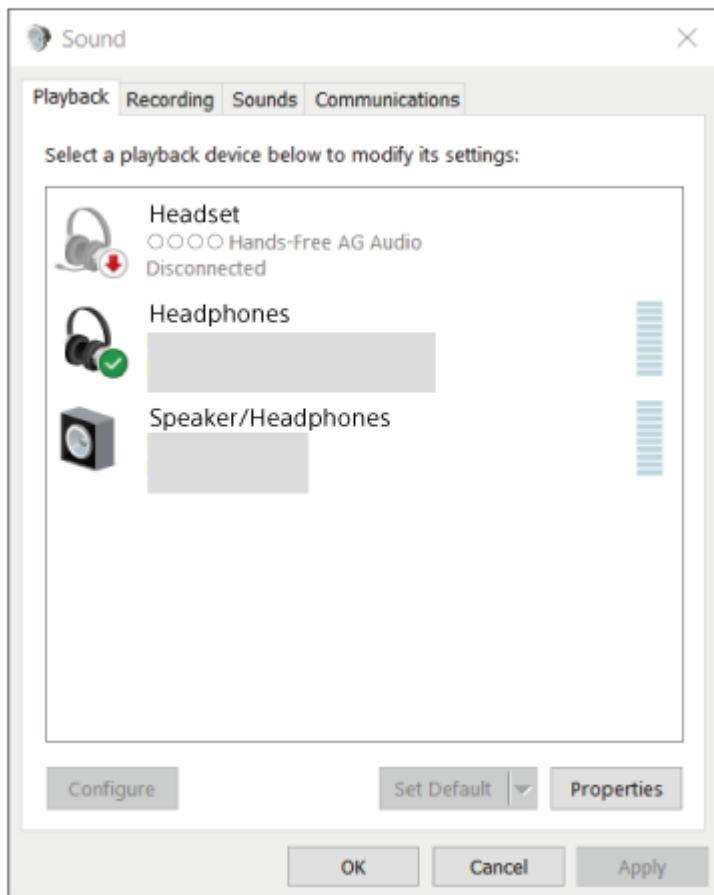 Sound
Playback Recording Sounds Communications
Select a playback device below to modify its settings:
Headset
○○○○ Hands-Free AG Audio
Disconnected
Headphones
Speaker/Headphones
Configure Set Default Properties
OK Cancel Apply